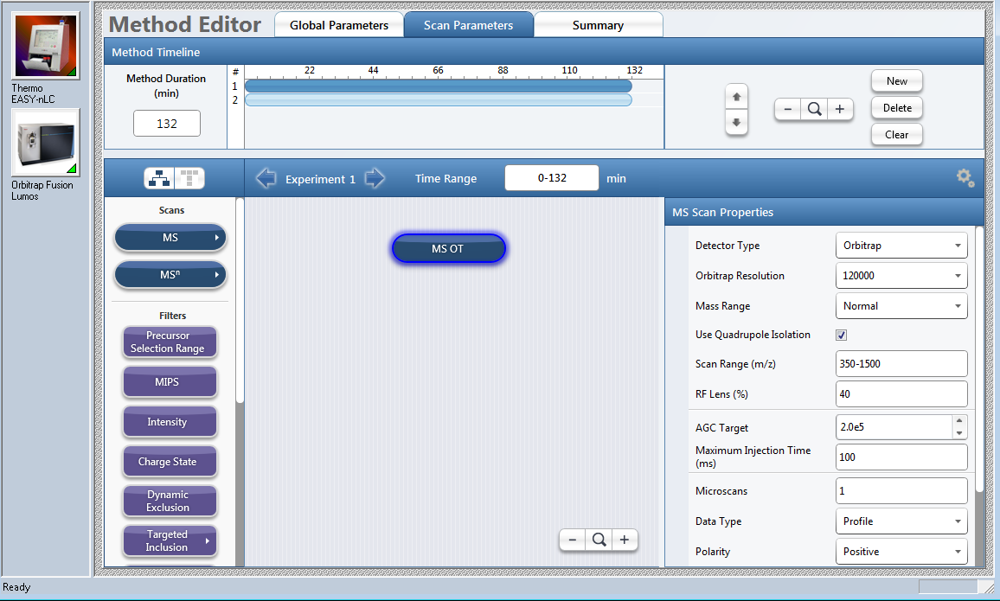 Thermo
EASY-nLC
Orbitrap Fusion
Lumos
Method Editor
Global Parameters
Scan Parameters
Summary
Method Timeline
Method Duration
(min)
132
#
22
44
66
88
110
132
1
2
New
Delete
Clear
Experiment 1
Time Range
0-132
min
Scans
MS
MSⁿ
Filters
Precursor
Selection Range
MIPS
Intensity
Charge State
Dynamic
Exclusion
Targeted
Inclusion
MS OT
MS Scan Properties
Detector Type
Orbitrap
Orbitrap Resolution
120000
Mass Range
Normal
Use Quadrupole Isolation
Scan Range (m/z)
350-1500
RF Lens (%)
40
AGC Target
2.0e5
Maximum Injection Time
(ms)
100
Microscans
1
Data Type
Profile
Polarity
Positive
Ready